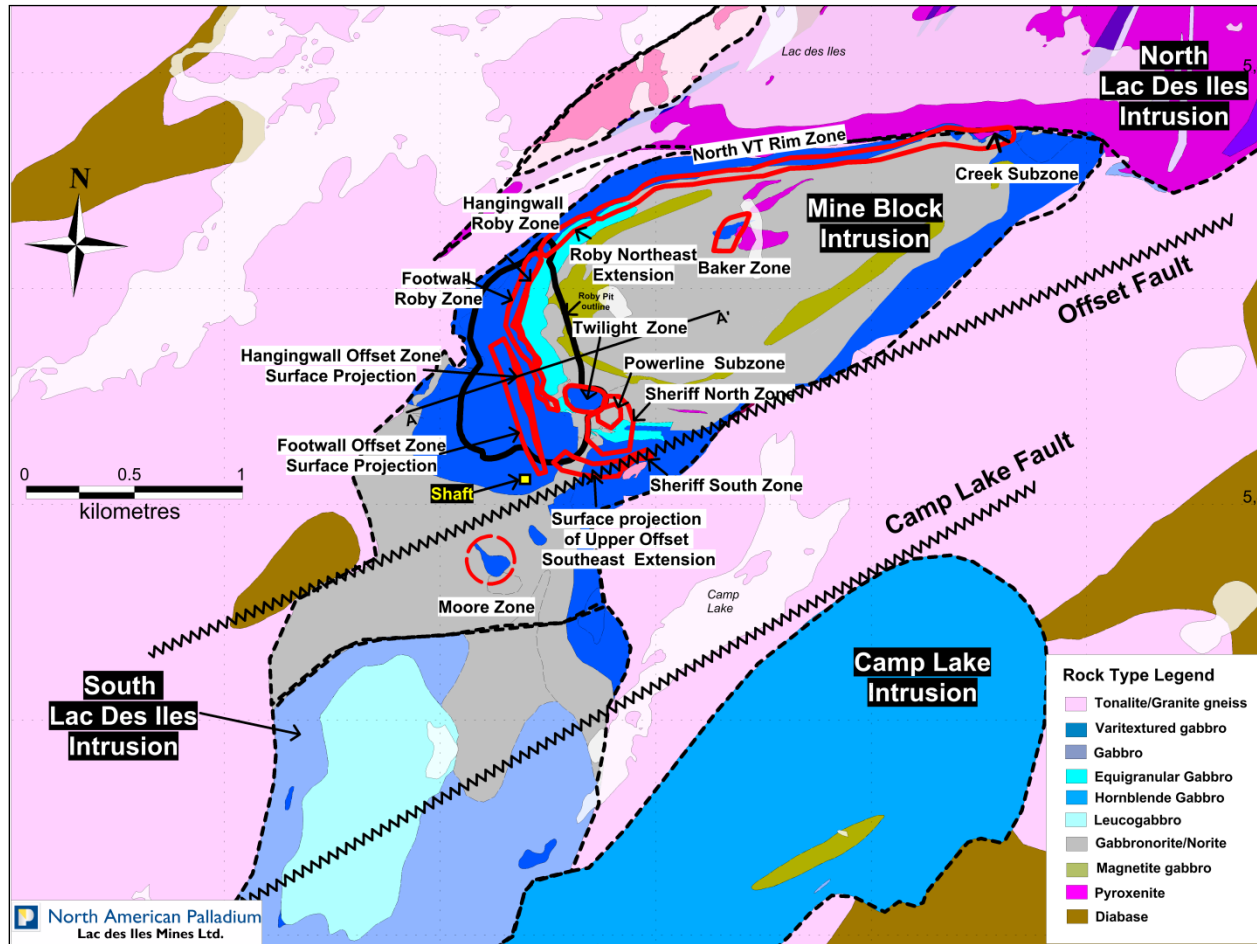 Lac des Iles
North
Lac Des Iles
Intrusion
5,
North VT Rim Zone
Creek Subzone
N
Hangingwall
Roby Zone
Mine Block
Intrusion
Roby Northeast
Extension
Baker Zone
Footwall
Roby Zone
Roby Pit
outline
Offset Fault
A'
Twilight Zone
Hangingwall Offset Zone
Surface Projection
Powerline Subzone
Sheriff North Zone
A
Footwall Offset Zone
Surface Projection
0 0.5 1
kilometres
Shaft
Sheriff South Zone
5,
Camp Lake Fault
Surface projection
of Upper Offset
Southeast Extension
Moore Zone
Camp
Lake
South
Lac Des Iles
Intrusion
Camp Lake
Intrusion
Rock Type Legend
Tonalite/Granite gneiss
Varitextured gabbro
Gabbro
Equigranular Gabbro
Hornblende Gabbro
Leucogabbro
Gabbronorite/Norite
Magnetite gabbro
Pyroxenite
Diabase
North American Palladium
Lac des Iles Mines Ltd.